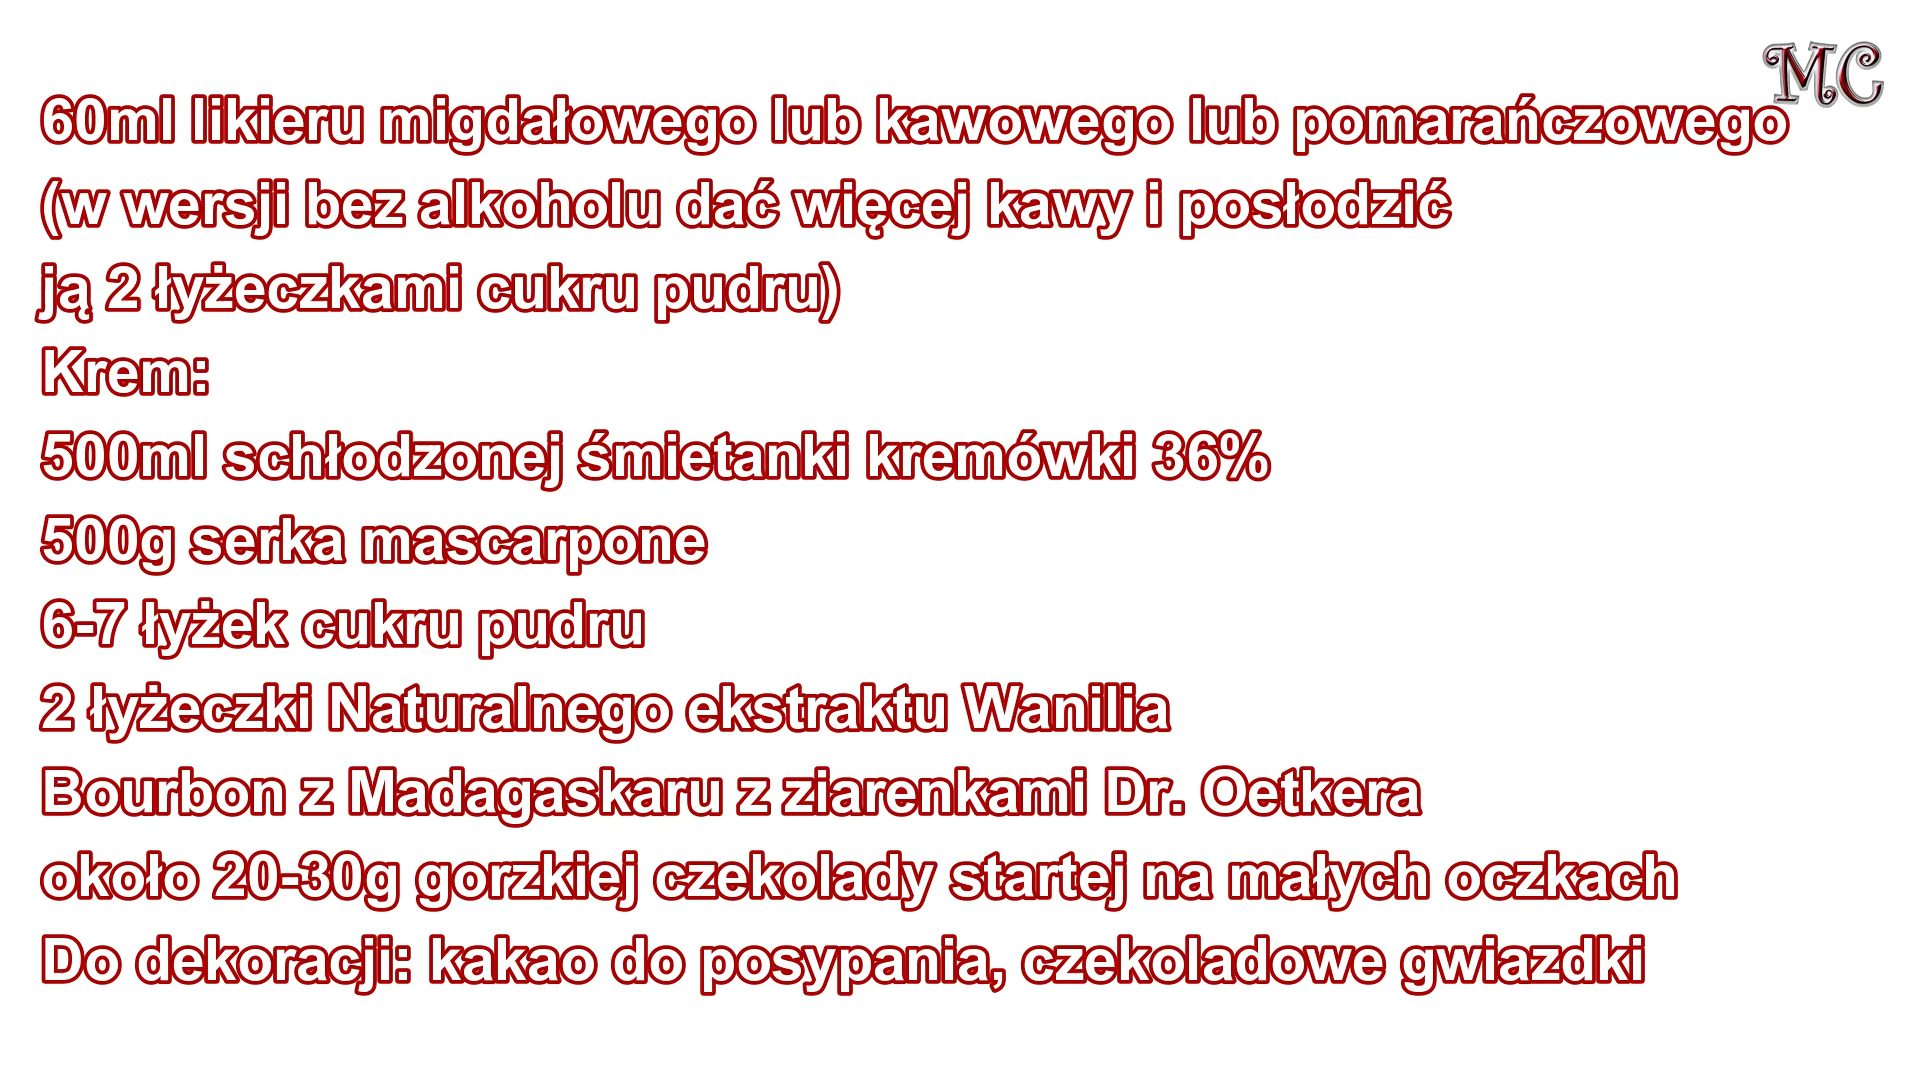 MC
60ml likieru migdałowego lub kawowego lub pomarańczowego
(w wersji bez alkoholu dać więcej kawy i posłodzić
ją 2 łyżeczkami cukru pudru)
Krem:
500ml schłodzonej śmietanki kremówki 36%
500g serka mascarpone
6-7 łyżek cukru pudru
2 łyżeczki Naturalnego ekstraktu Wanilia
Bourbon z Madagaskaru z ziarenkami Dr. Oetkera
około 20-30g gorzkiej czekolady startej na małych oczkach
Do dekoracji: kakao do posypania, czekoladowe gwiazdki